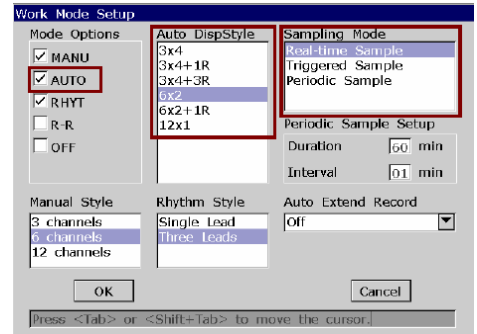 Work Mode Setup
Mode Options
MANU
AUTO
RHYT
R-R
OFF
Auto DispStyle
3x4
3x4+1R
3x4+3R
6x2
6x2+1R
12x1
Sampling Mode
Real-time Sample
Triggered Sample
Periodic Sample
Periodic Sample Setup
Duration 60 min
Interval 01 min
Manual Style
3 channels
6 channels
12 channels
Rhythm Style
Single Lead
Three Leads
Auto Extend Record
Off
OK
Cancel
Press <Tab> or <Shift+Tab> to move the cursor.